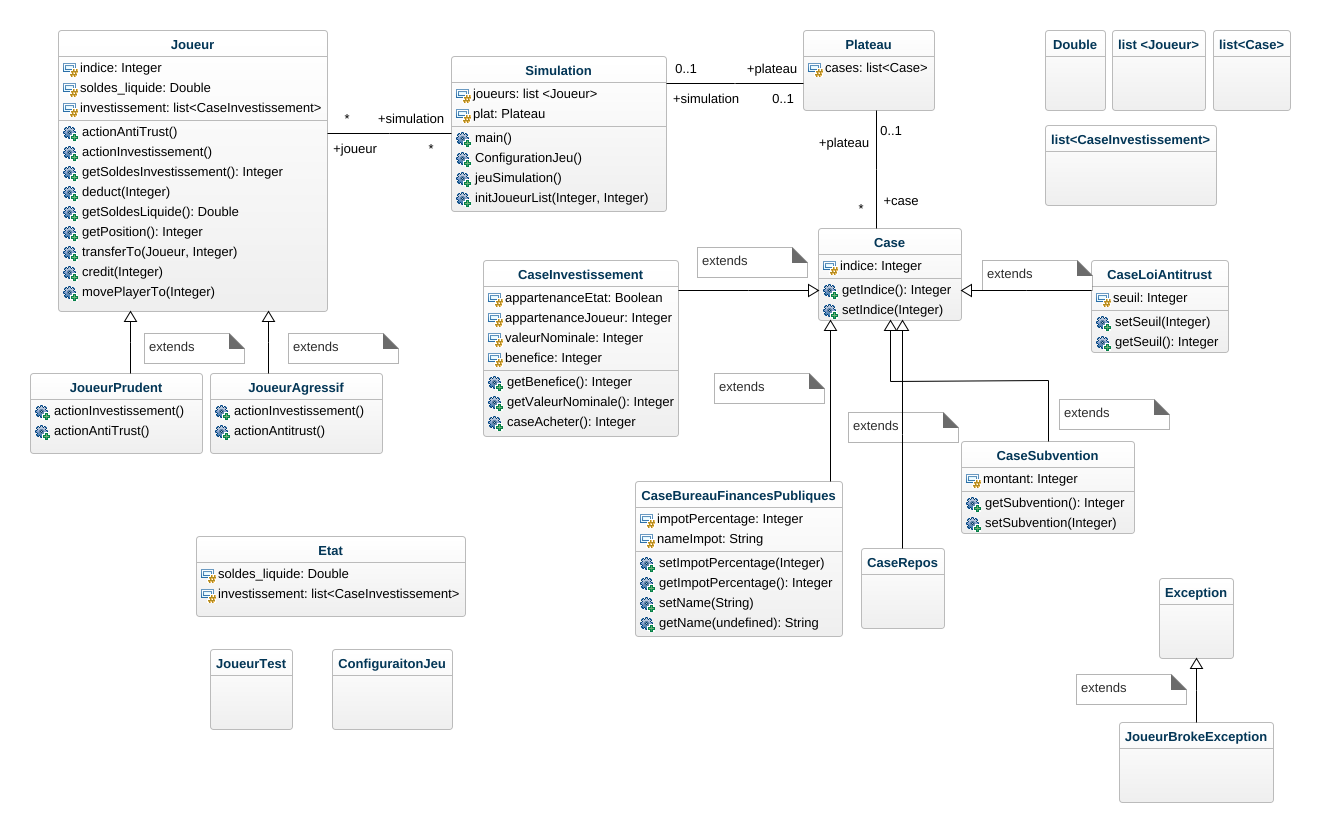 Joueur
indice: Integer
soldes_liquide: Double
investissement: list<CaseInvestissement>
actionAntiTrust()
actionInvestissement()
getSoldesInvestissement(): Integer
deduct(Integer)
getSoldesLiquide(): Double
getPosition(): Integer
transferTo(Joueur, Integer)
credit(Integer)
movePlayerTo(Integer)
* +simulation
+joueur *
Simulation
joueurs: list <Joueur>
plat: Plateau
main()
ConfigurationJeu()
jeuSimulation()
initJoueurList(Integer, Integer)
0..1 +plateau
+simulation 0..1
Plateau
cases: list<Case>
0..1
+plateau
+case
*
Double
list <Joueur>
list<Case>
list<CaseInvestissement>
extends
extends
JoueurPrudent
actionInvestissement()
actionAntiTrust()
JoueurAgressif
actionInvestissement()
actionAntitrust()
CaseInvestissement
appartenanceEtat: Boolean
appartenanceJoueur: Integer
valeurNominale: Integer
benefice: Integer
getBenefice(): Integer
getValeurNominale(): Integer
caseAcheter(): Integer
extends
Case
indice: Integer
getIndice(): Integer
setIndice(Integer)
extends
CaseLoiAntitrust
seuil: Integer
setSeuil(Integer)
getSeuil(): Integer
extends
extends
extends
CaseSubvention
montant: Integer
getSubvention(): Integer
setSubvention(Integer)
CaseBureauFinancesPubliques
impotPercentage: Integer
nameImpot: String
setImpotPercentage(Integer)
getImpotPercentage(): Integer
setName(String)
getName(undefined): String
CaseRepos
Etat
soldes_liquide: Double
investissement: list<CaseInvestissement>
JoueurTest
ConfiguraitonJeu
Exception
extends
JoueurBrokeException